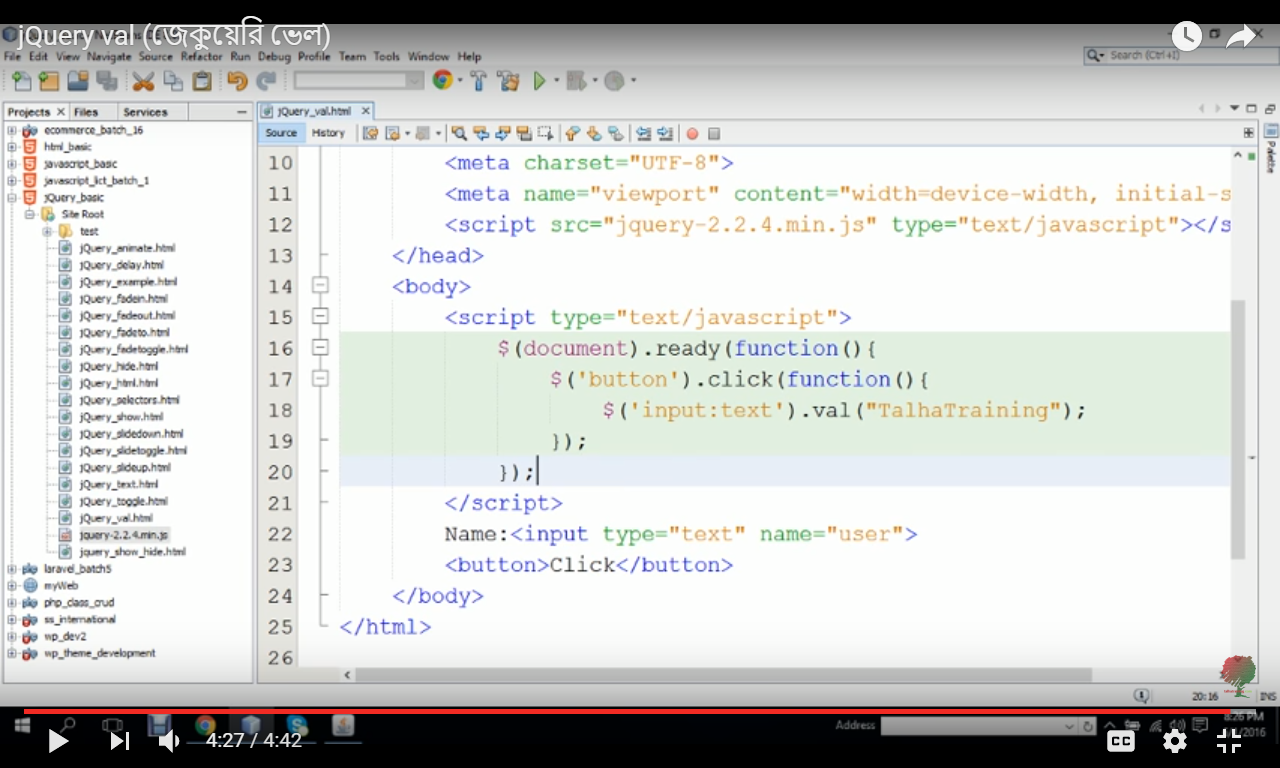 jQuery val (জেকুয়েরি ভেল)
File Edit View Navigate Source Refactor Run Debug Profile Team Tools Window Help
Search (Ctrl+I)
Projects Files Services
jQuery_val.html
Source History
Palette
ecommerce_batch_16
html_basic
javascript_basic
javascript_lict_batch_1
jQuery_basic
Site Root
test
jQuery_animate.html
jQuery_delay.html
jQuery_example.html
jQuery_fadein.html
jQuery_fadeout.html
jQuery_fadeto.html
jQuery_fadetoggle.html
jQuery_hide.html
jQuery_html.html
jQuery_selectors.html
jQuery_show.html
jQuery_slidedown.html
jQuery_slidetoggle.html
jQuery_slideup.html
jQuery_text.html
jQuery_toggle.html
jQuery_val.html
jquery-2.2.4.min.js
jquery_show_hide.html
laravel_batch5
myWeb
php_class_crud
ss_international
wp_dev2
wp_theme_development
10 <meta charset="UTF-8">
11 <meta name="viewport" content="width=device-width, initial-s
12 <script src="jquery-2.2.4.min.js" type="text/javascript"></s
13 </head>
14 <body>
15 <script type="text/javascript">
16 $(document).ready(function(){
17 $('button').click(function(){
18 $('input:text').val("TalhaTraining");
19 });
20 });
21 </script>
22 Name:<input type="text" name="user">
23 <button>Click</button>
24 </body>
25 </html>
26
20:16 INS
Address
8:26 PM
2016
4:27 / 4:42
CC